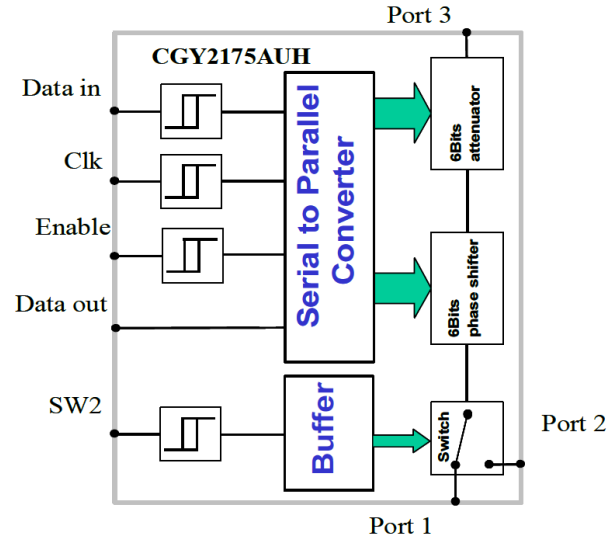 Port 3
CGY2175AUH
Data in
Clk
Enable
Data out
SW2
Serial to Parallel
Converter
Buffer
6Bits
attenuator
6Bits
phase shifter
Switch
Port 2
Port 1